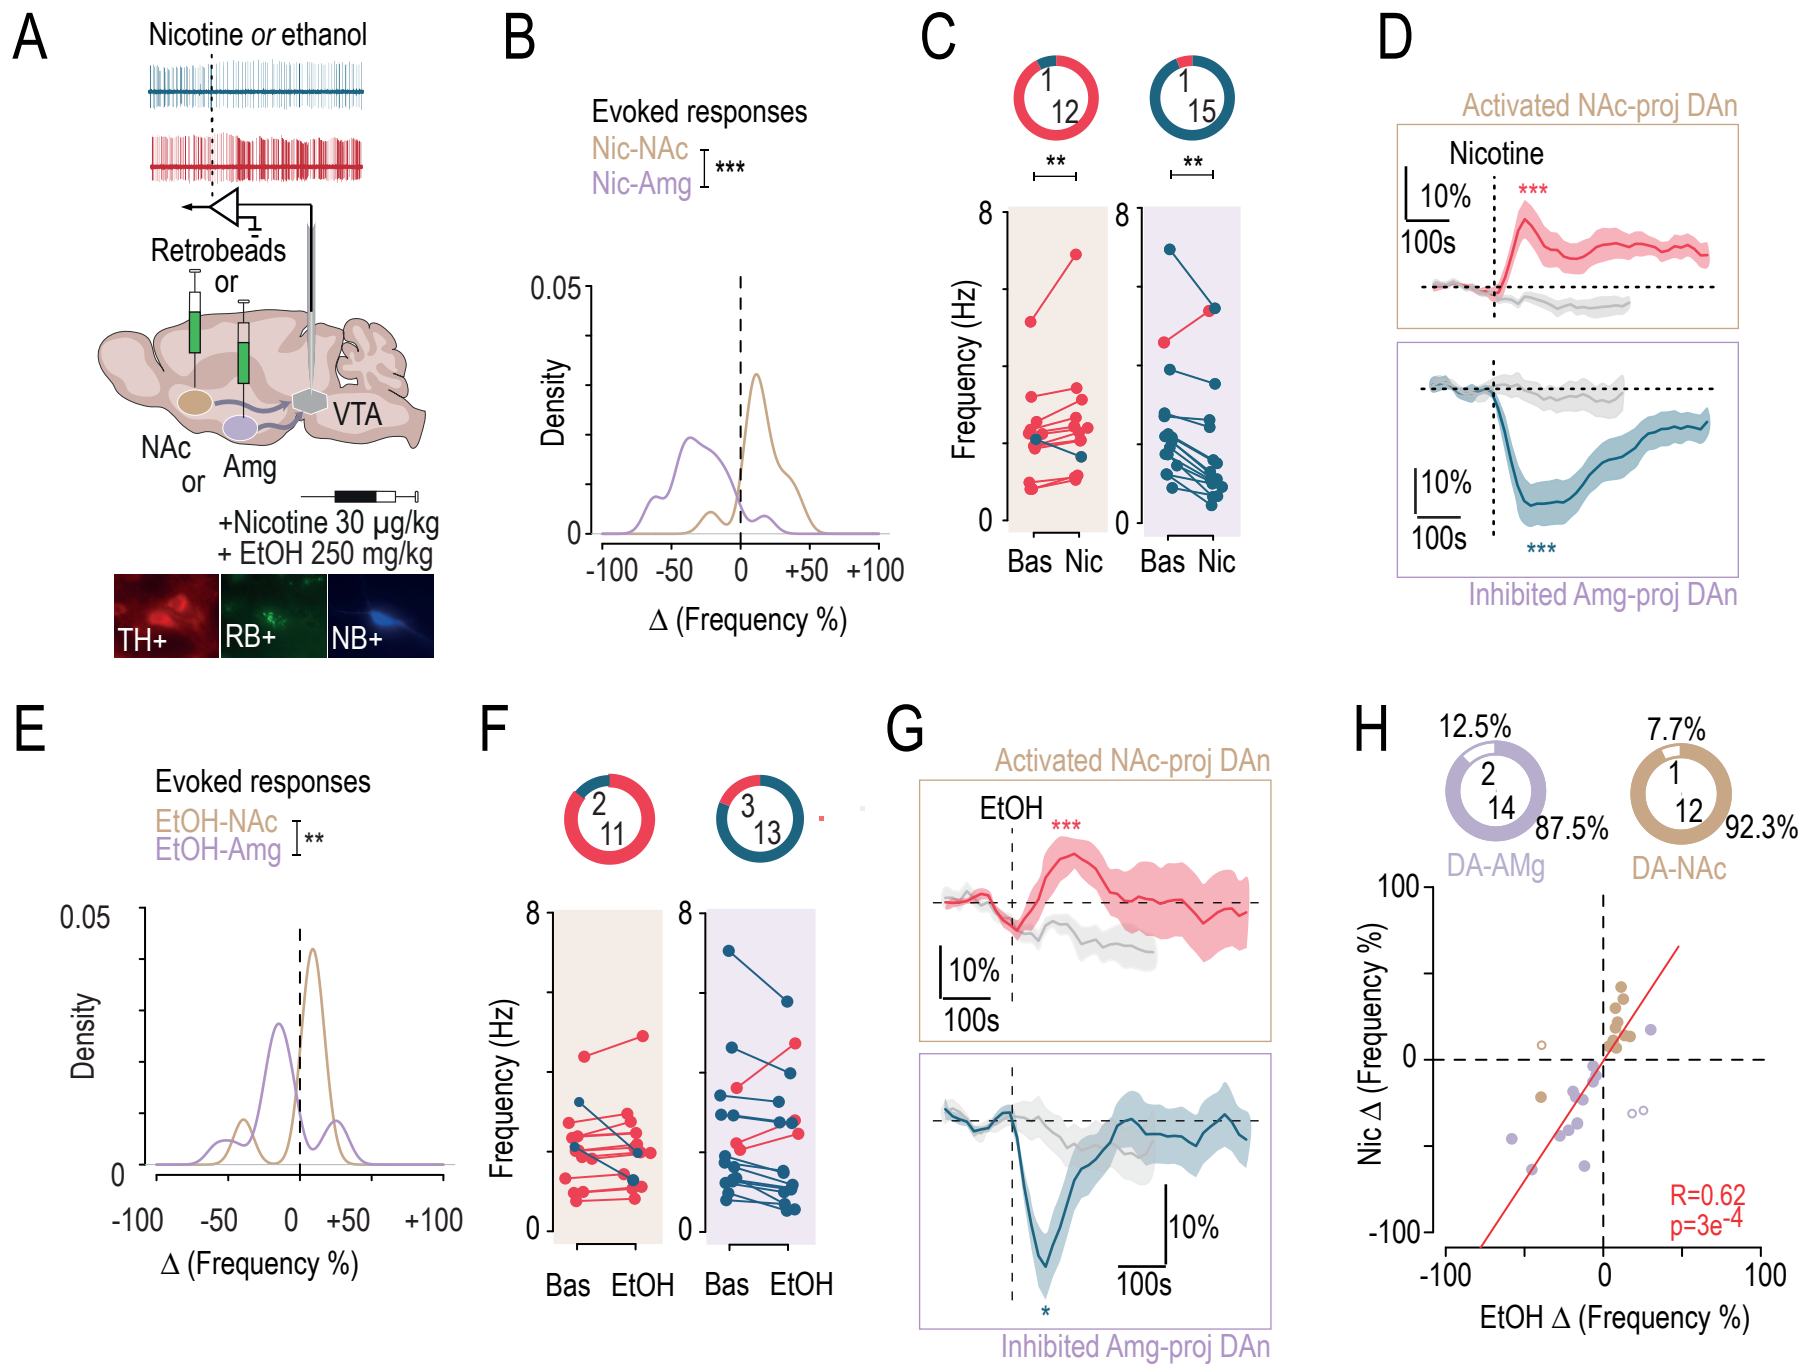 A
Nicotine or ethanol
Retrobeads
or
VTA
NAc
or
Amg
+Nicotine 30 µg/kg
+ EtOH 250 mg/kg
TH+
RB+
NB+
B
Evoked responses
Nic-NAc
Nic-Amg
***
0.05
Density
0
-100
-50
0
+50
+100
Δ (Frequency %)
C
1
12
1
15
**
**
8
8
Frequency (Hz)
0
0
Bas
Nic
Bas
Nic
D
Activated NAc-proj DAn
Nicotine
10%
100s
***
10%
100s
***
Inhibited Amg-proj DAn
E
Evoked responses
EtOH-NAc
EtOH-Amg
**
0.05
Density
0
-100
-50
0
+50
+100
Δ (Frequency %)
F
2
11
3
13
8
8
Frequency (Hz)
0
0
Bas
EtOH
Bas
EtOH
G
Activated NAc-proj DAn
EtOH
***
10%
100s
10%
100s
*
Inhibited Amg-proj DAn
H
12.5%
7.7%
2
14
1
12
87.5%
92.3%
DA-AMg
DA-NAc
100
Nic Δ (Frequency %)
0
-100
R=0.62
p=3e-4
-100
0
100
EtOH Δ (Frequency %)